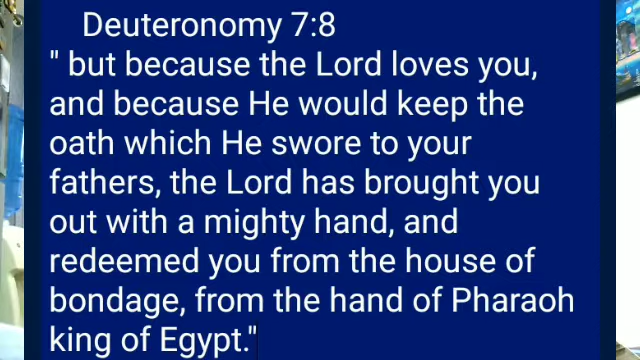 Deuteronomy 7:8
" but because the Lord loves you,
and because He would keep the
oath which He swore to your
fathers, the Lord has brought you
out with a mighty hand, and
redeemed you from the house of
bondage, from the hand of Pharaoh
king of Egypt."